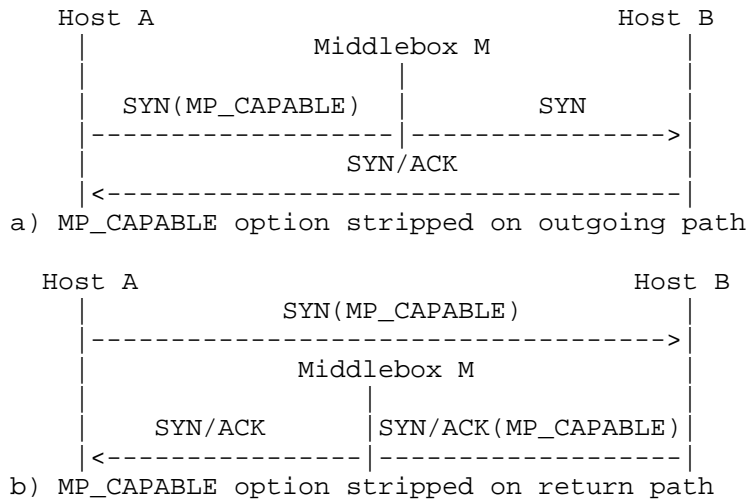 Host A Host B
Middlebox M
SYN(MP_CAPABLE) SYN
SYN/ACK
a) MP_CAPABLE option stripped on outgoing path
Host A Host B
SYN(MP_CAPABLE)
Middlebox M
SYN/ACK SYN/ACK(MP_CAPABLE)
b) MP_CAPABLE option stripped on return path